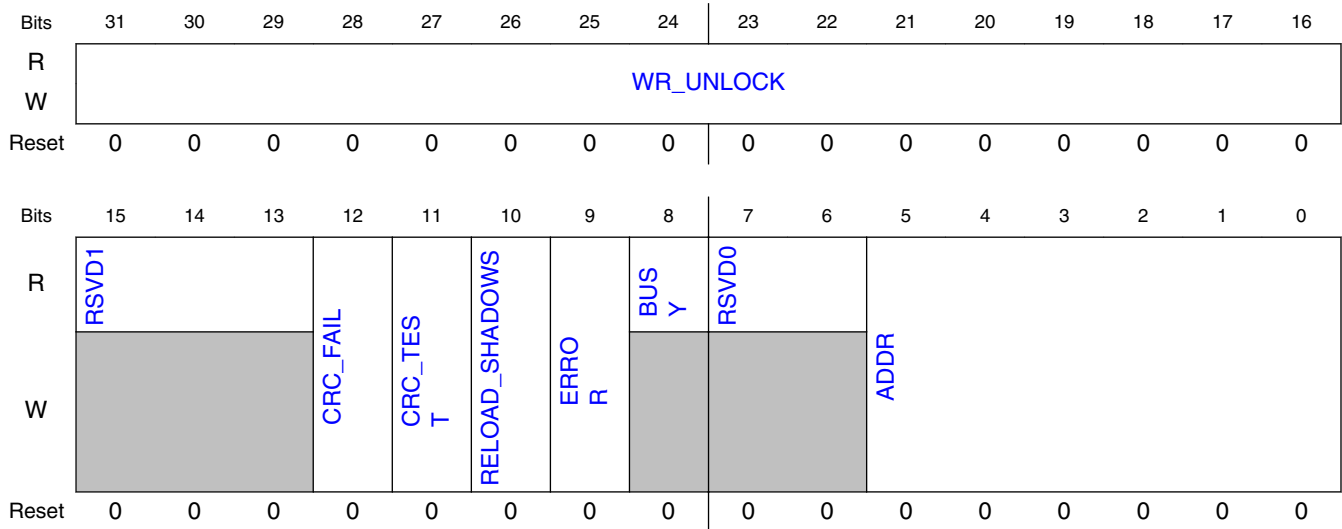 Bits 31 30 29 28 27 26 25 24 23 22 21 20 19 18 17 16
R
WR_UNLOCK
W
Reset 0 0 0 0 0 0 0 0 0 0 0 0 0 0 0 0
Bits 15 14 13 12 11 10 9 8 7 6 5 4 3 2 1 0
R
RSVD1
CRC_FAIL
CRC_TES
T
RELOAD_SHADOWS
ERRO
R
BUS
Y
RSVD0
ADDR
W
Reset 0 0 0 0 0 0 0 0 0 0 0 0 0 0 0 0